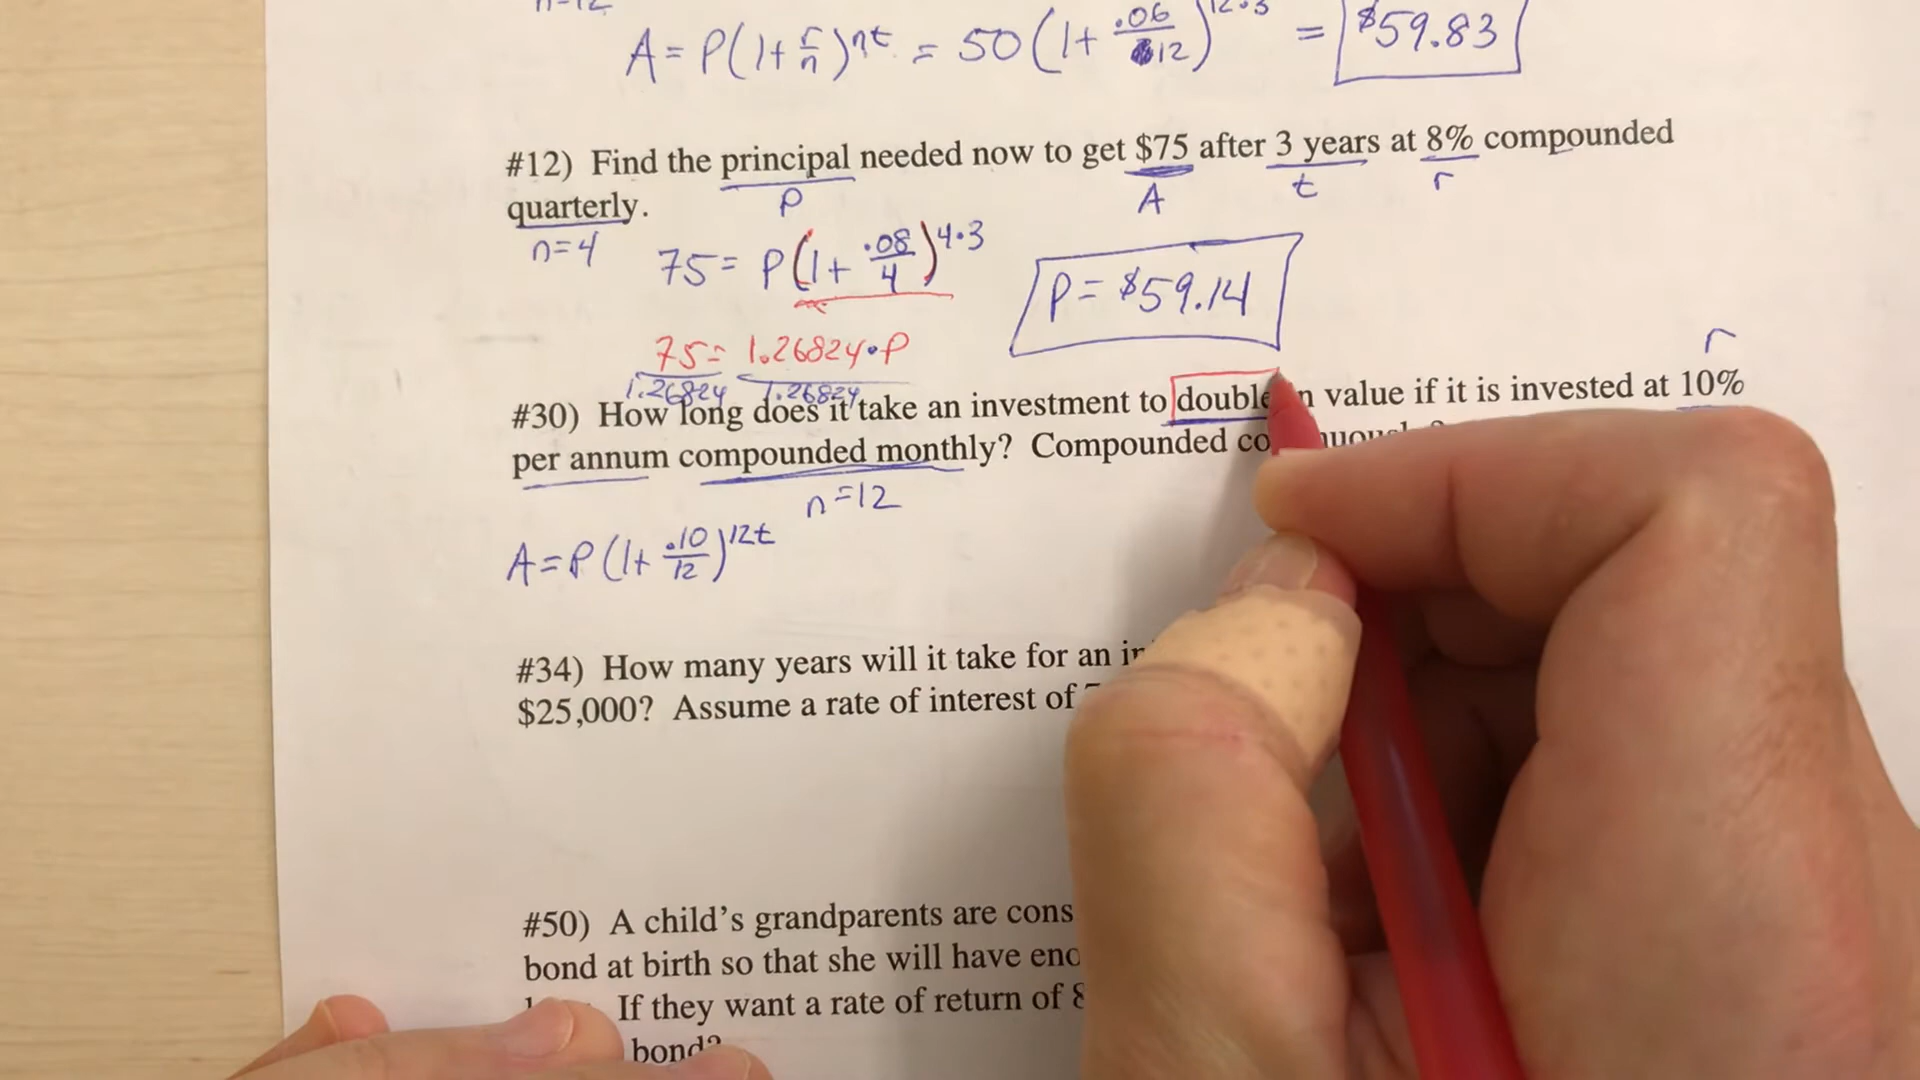 A = P(1 + r/n)^nt = 50(1 + .06/12)^12·3 = $59.83
#12) Find the principal needed now to get $75 after 3 years at 8% compounded
P A t r
quarterly.
n=4
75 = P(1 + .08/4)^4·3
P = $59.14
75 = 1.26824·P
1.26824 1.26824
r
#30) How long does it take an investment to double in value if it is invested at 10%
per annum compounded monthly? Compounded
n=12
A = P(1 + .10/12)^12t
#34) How many years will it take for an
$25,000? Assume a rate of interest of
#50) A child's grandparents are cons
bond at birth so that she will have
If they want a rate of return of 8
bond?